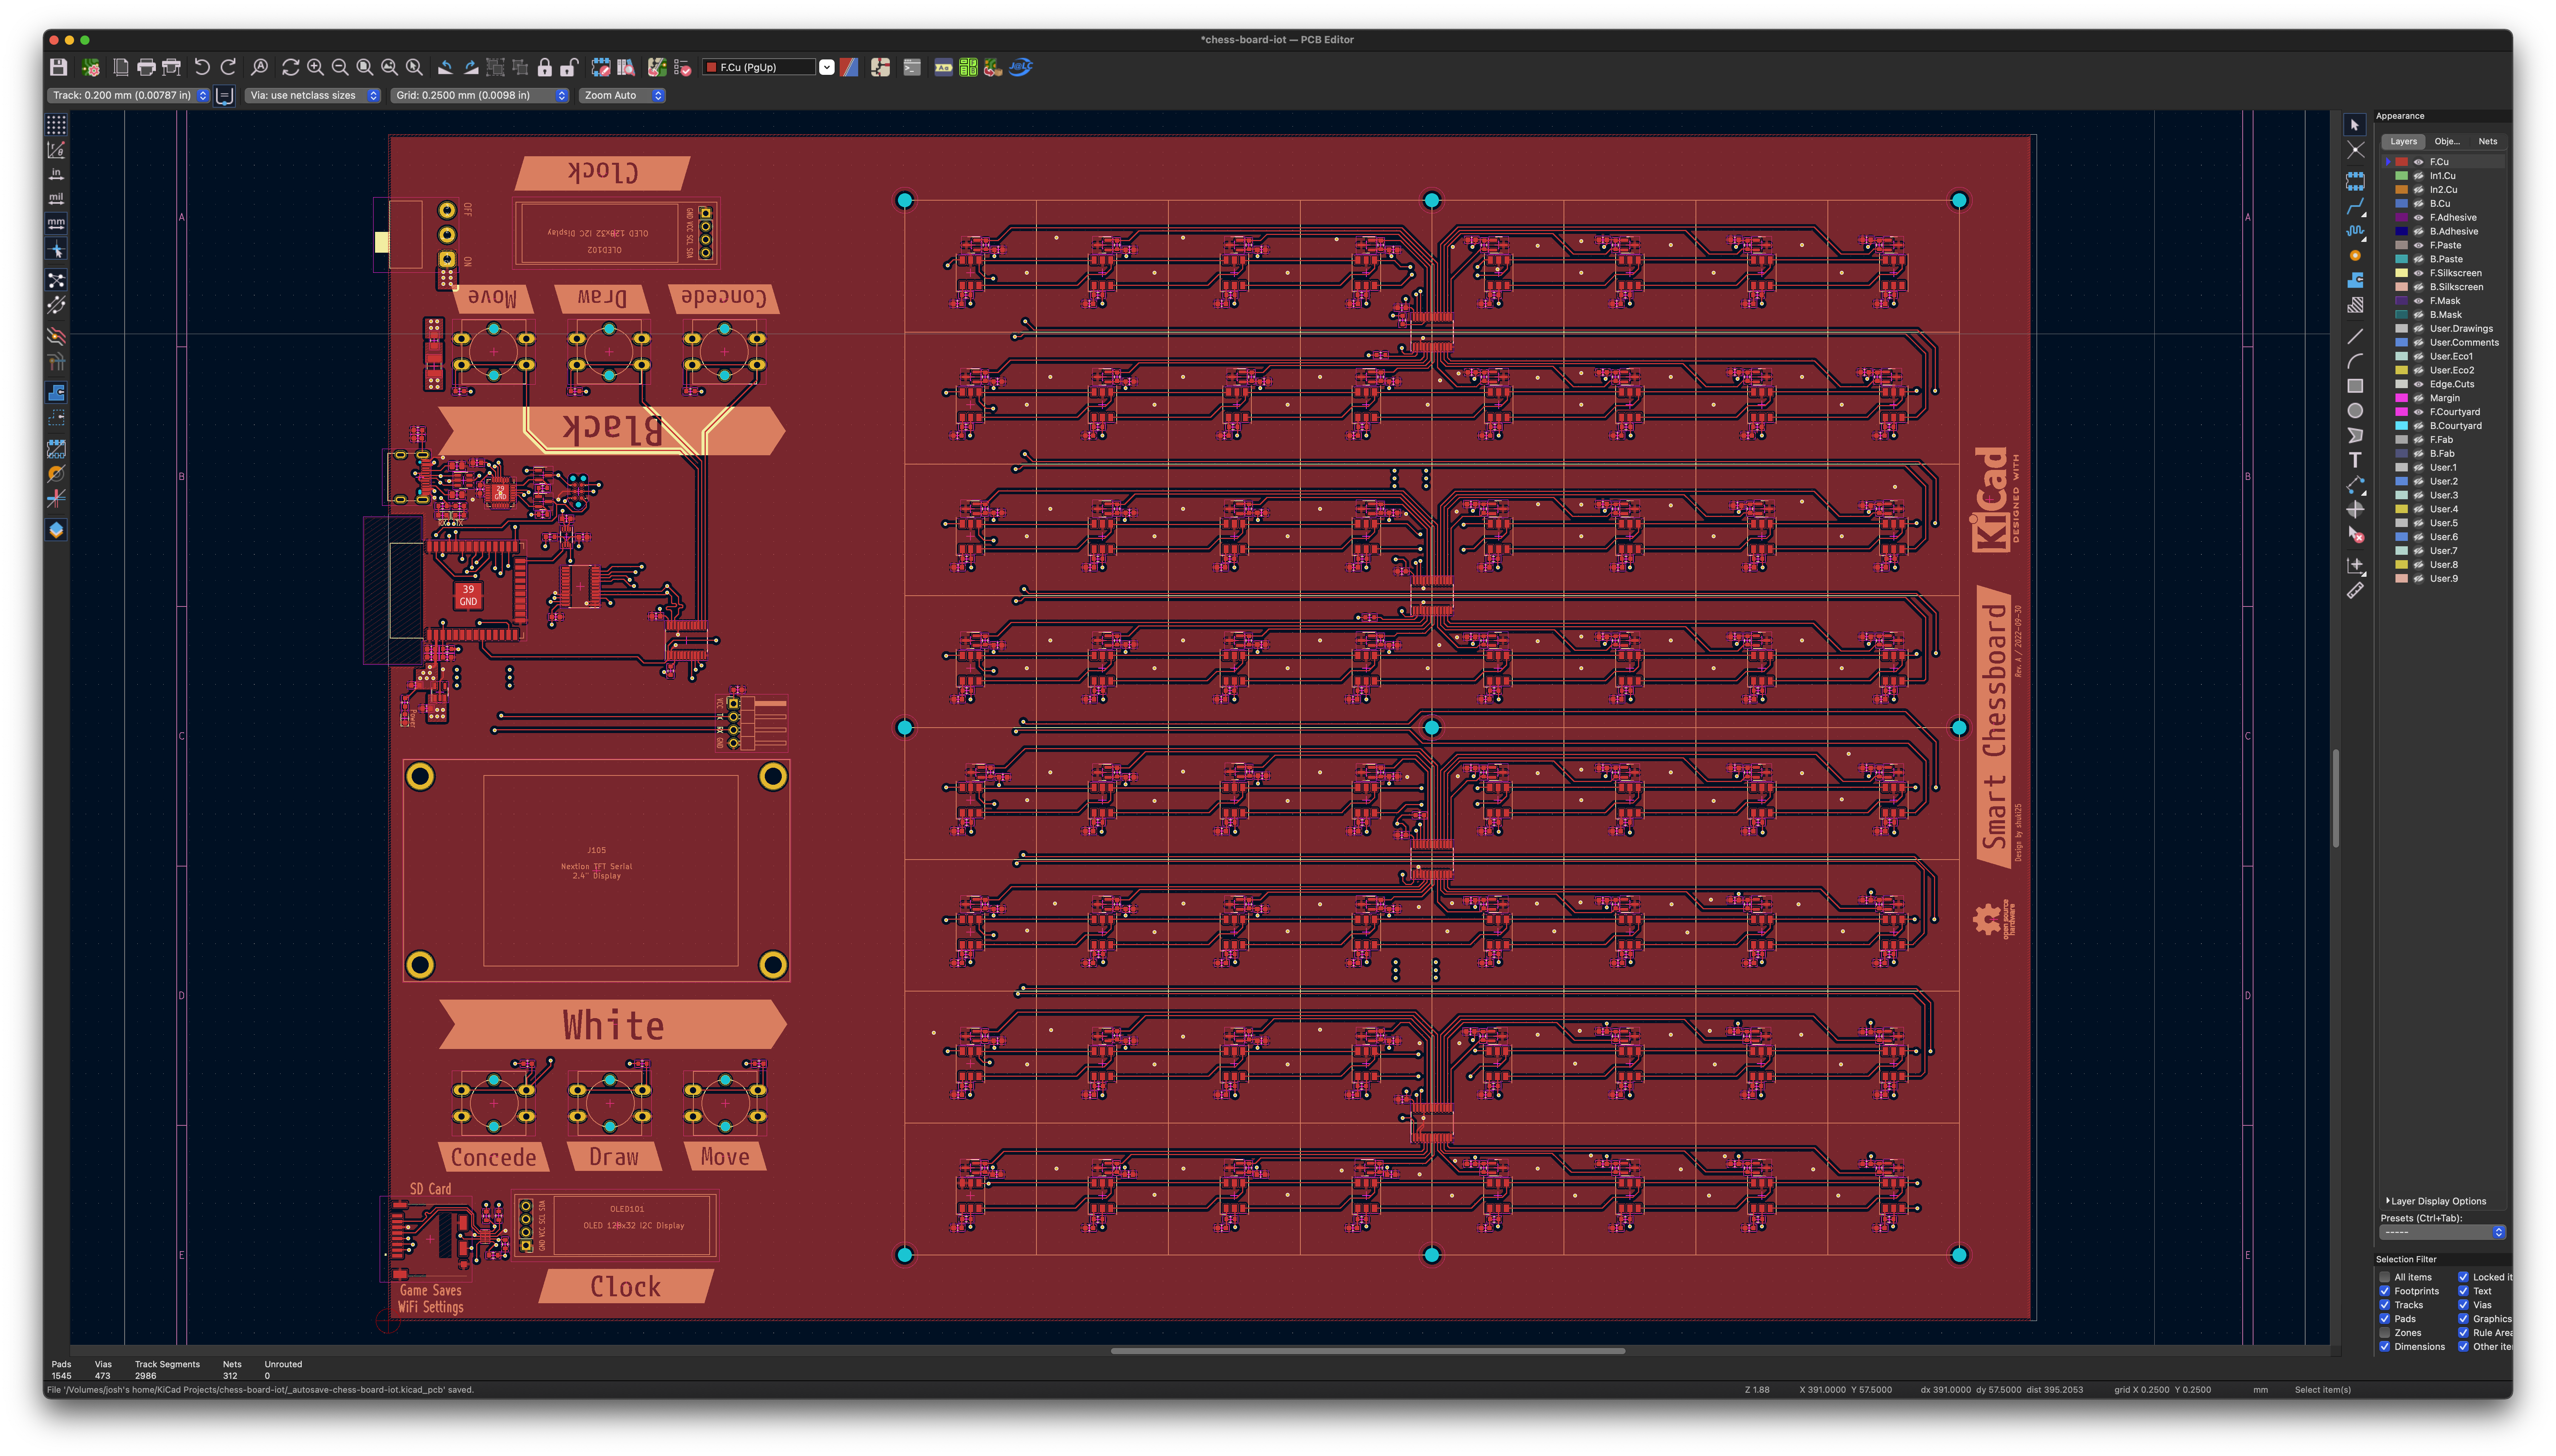 *chess-board-iot — PCB Editor
F.Cu (PgUp)
Track: 0.200 mm (0.00787 in)
Via: use netclass sizes
Grid: 0.2500 mm (0.0098 in)
Zoom Auto
in
mil
mm
Appearance
Layers
Obje...
Nets
F.Cu
In1.Cu
In2.Cu
B.Cu
F.Adhesive
B.Adhesive
F.Paste
B.Paste
F.Silkscreen
B.Silkscreen
F.Mask
B.Mask
User.Drawings
User.Comments
User.Eco1
User.Eco2
Edge.Cuts
Margin
F.Courtyard
B.Courtyard
F.Fab
B.Fab
User.1
User.2
User.3
User.4
User.5
User.6
User.7
User.8
User.9
Layer Display Options
Presets (Ctrl+Tab):
-----
Selection Filter
All items
Locked it
Footprints
Text
Tracks
Vias
Pads
Graphics
Zones
Rule Area
Dimensions
Other ite
A
B
C
D
E
A
B
C
D
E
Clock
OFF
ON
OLED102
OLED 128x32 I2C Display
GND VCC SCL SDA
Move
Draw
Concede
Black
29
GND
39
GND
Power
VCC
TX
RX
GND
J105
Nextion TFT Serial
2.4" Display
White
Concede
Draw
Move
SD Card
OLED101
OLED 128x32 I2C Display
GND VCC SCL SDA
Game Saves
WiFi Settings
Clock
KiCad
DESIGNED WITH
Smart Chessboard
Rev. A / 2022-09-30
Design by shuki25
open source
hardware
Pads
Vias
Track Segments
Nets
Unrouted
1545
473
2986
312
0
File '/Volumes/josh's home/KiCad Projects/chess-board-iot/_autosave-chess-board-iot.kicad_pcb' saved.
Z 1.88
X 391.0000 Y 57.5000
dx 391.0000 dy 57.5000 dist 395.2053
grid X 0.2500 Y 0.2500
mm
Select item(s)